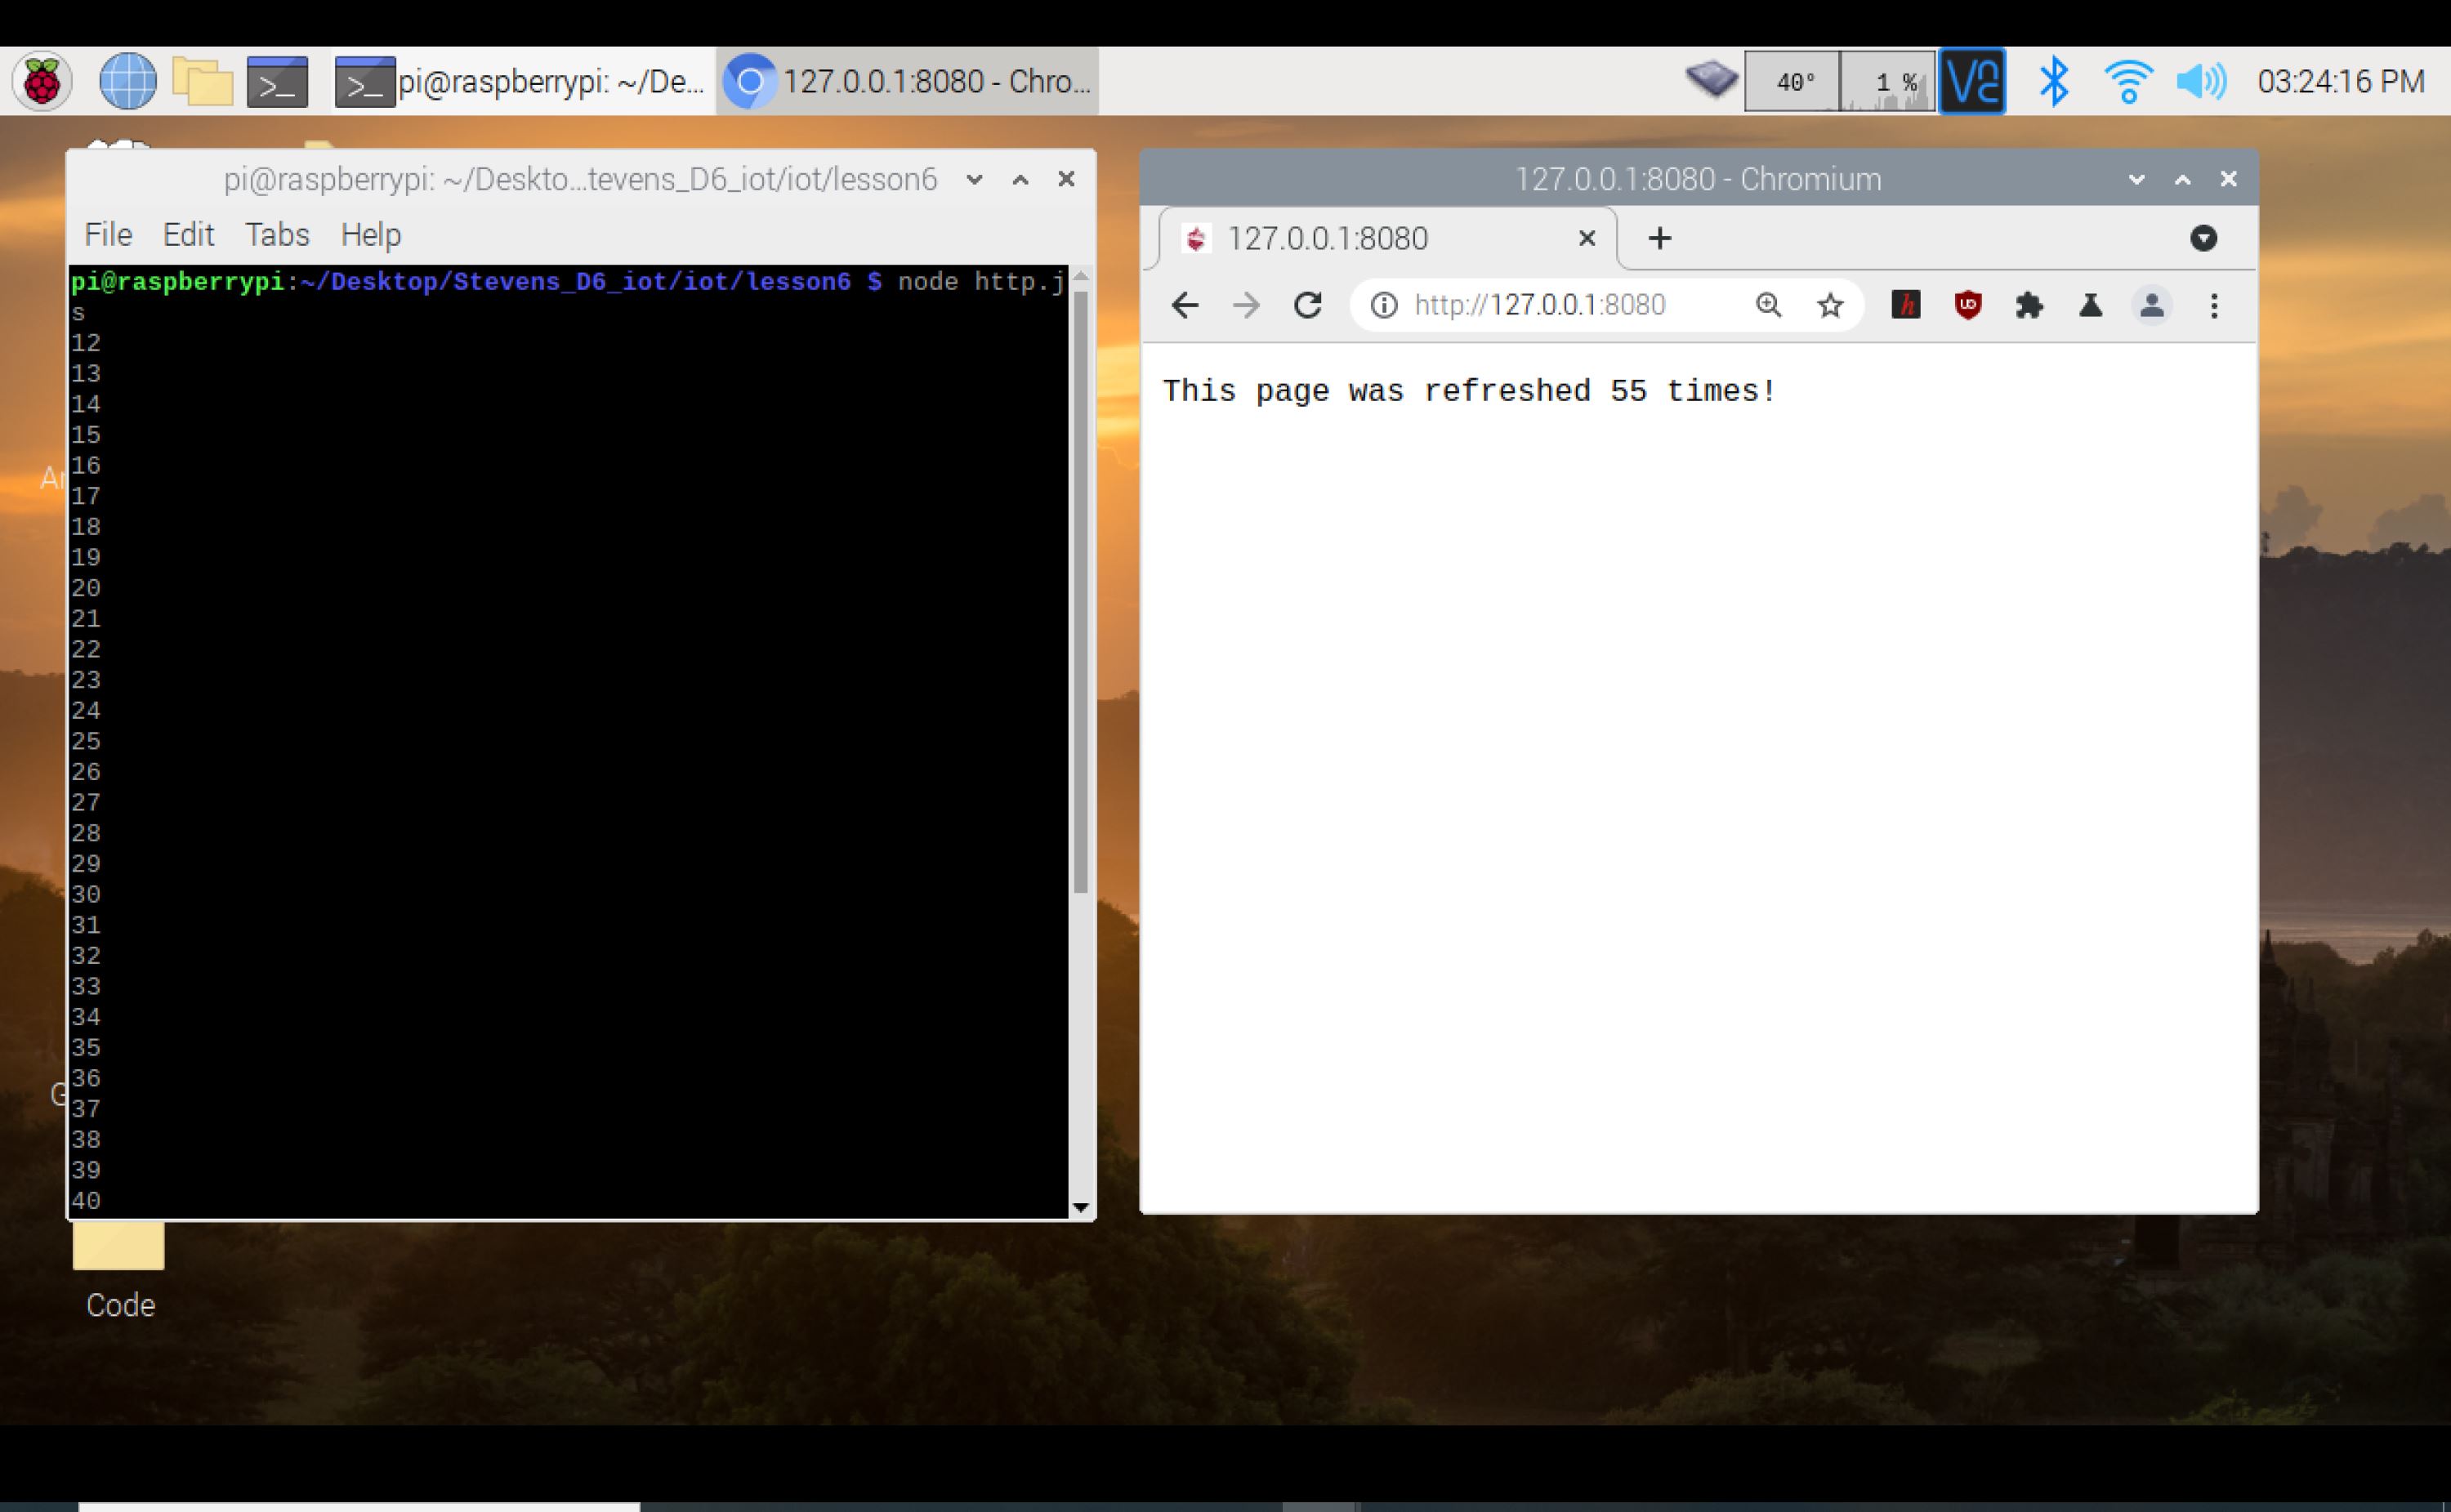 pi@raspberrypi: ~/De...
127.0.0.1:8080 - Chro...
40°
1 %
03:24:16 PM
pi@raspberrypi: ~/Deskto...tevens_D6_iot/iot/lesson6
File Edit Tabs Help
pi@raspberrypi:~/Desktop/Stevens_D6_iot/iot/lesson6 $ node http.j
s
12
13
14
15
16
17
18
19
20
21
22
23
24
25
26
27
28
29
30
31
32
33
34
35
36
37
38
39
40
127.0.0.1:8080 - Chromium
127.0.0.1:8080
http://127.0.0.1:8080
This page was refreshed 55 times!
Code